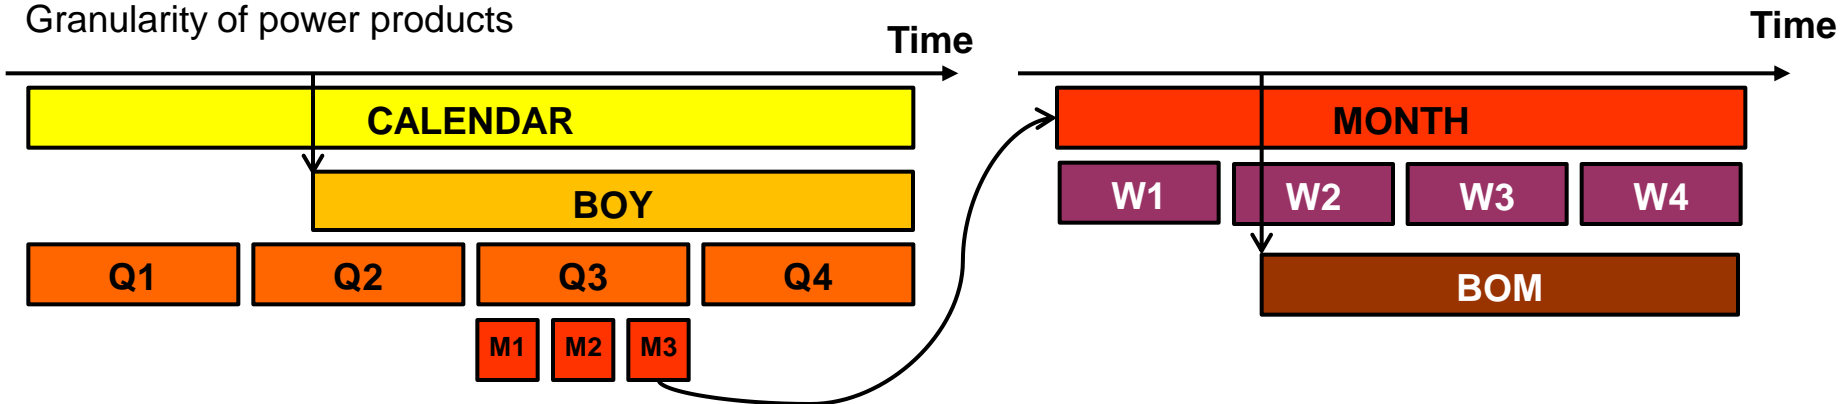 Granularity of power products
Time
CALENDAR
BOY
Q1 Q2 Q3 Q4
M1 M2 M3
Time
MONTH
W1 W2 W3 W4
BOM